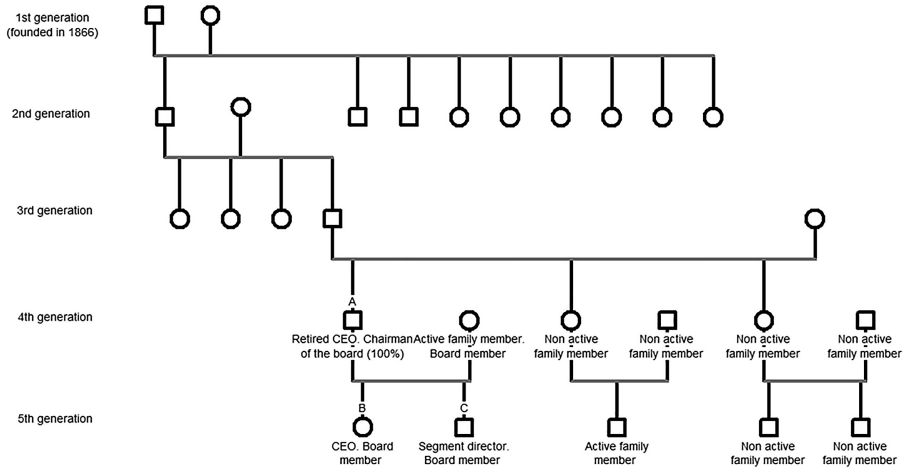 1st generation
(founded in 1866)
2nd generation
3rd generation
A
4th generation
Retired CEO. Chairman
of the board (100%)
Active family member.
Board member
Non active
family member
Non active
family member
Non active
family member
Non active
family member
B
C
5th generation
CEO. Board
member
Segment director.
Board member
Active family
member
Non active
family member
Non active
family member